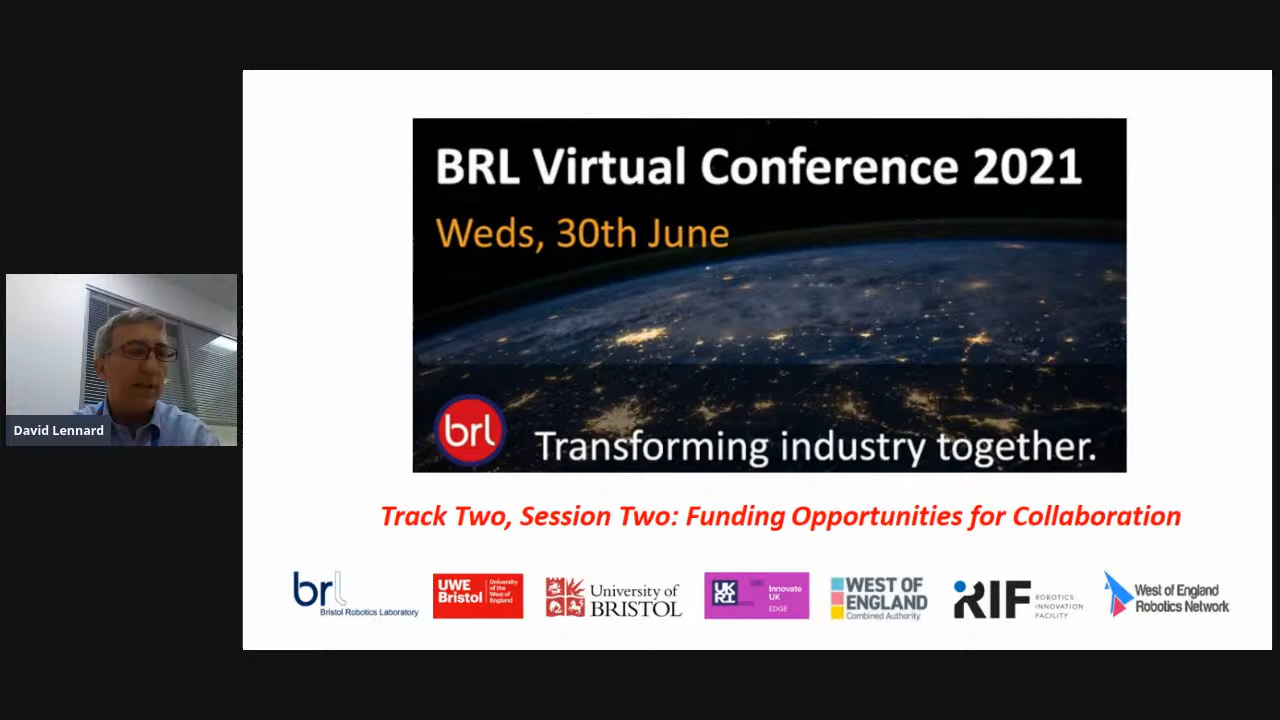 BRL Virtual Conference 2021
Weds, 30th June
brl
Transforming industry together.
David Lennard
Track Two, Session Two: Funding Opportunities for Collaboration
brl
Bristol Robotics Laboratory
UWE
Bristol
University
of the
West of
England
University of
BRISTOL
UK
RI
Innovate
UK
EDGE
WEST OF
ENGLAND
Combined Authority
RIF
ROBOTICS
INNOVATION
FACILITY
West of England
Robotics Network